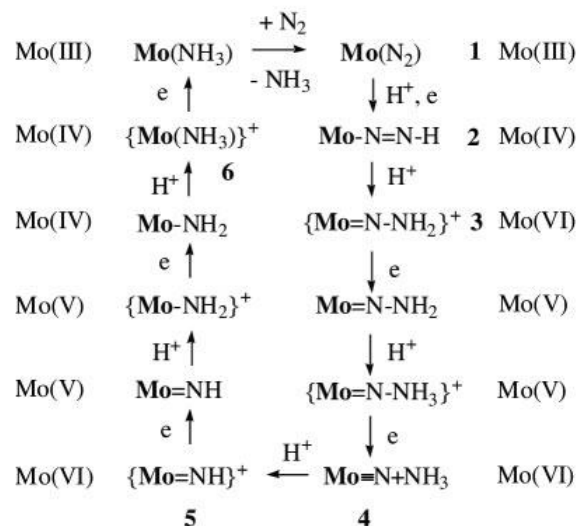 + N₂
Mo(III) Mo(NH₃) Mo(N₂) 1 Mo(III)
- NH₃
e H⁺, e
Mo(IV) {Mo(NH₃)}⁺ Mo-N=N-H 2 Mo(IV)
6
H⁺ H⁺
Mo(IV) Mo-NH₂ {Mo=N-NH₂}⁺ 3 Mo(VI)
e e
Mo(V) {Mo-NH₂}⁺ Mo=N-NH₂ Mo(V)
H⁺ H⁺
Mo(V) Mo=NH {Mo=N-NH₃}⁺ Mo(V)
e e
H⁺
Mo(VI) {Mo=NH}⁺ Mo≡N+NH₃ Mo(VI)
5 4